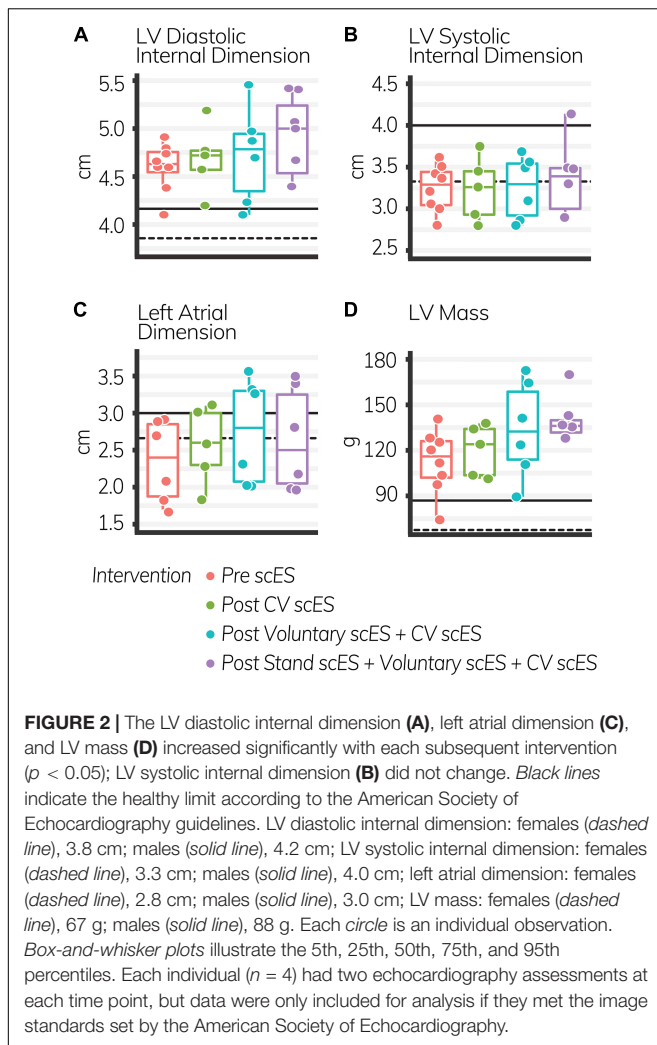 A LV Diastolic
Internal Dimension
5.5
5.0
4.5
4.0
cm
B LV Systolic
Internal Dimension
4.5
4.0
3.5
3.0
2.5
cm
C Left Atrial
Dimension
3.5
3.0
2.5
2.0
1.5
cm
D LV Mass
180
150
120
90
g
Intervention
Pre scES
Post CV scES
Post Voluntary scES + CV scES
Post Stand scES + Voluntary scES + CV scES
FIGURE 2 | The LV diastolic internal dimension (A), left atrial dimension (C),
and LV mass (D) increased significantly with each subsequent intervention
(p < 0.05); LV systolic internal dimension (B) did not change. Black lines
indicate the healthy limit according to the American Society of
Echocardiography guidelines. LV diastolic internal dimension: females (dashed
line), 3.8 cm; males (solid line), 4.2 cm; LV systolic internal dimension: females
(dashed line), 3.3 cm; males (solid line), 4.0 cm; left atrial dimension: females
(dashed line), 2.8 cm; males (solid line), 3.0 cm; LV mass: females (dashed
line), 67 g; males (solid line), 88 g. Each circle is an individual observation.
Box-and-whisker plots illustrate the 5th, 25th, 50th, 75th, and 95th
percentiles. Each individual (n = 4) had two echocardiography assessments at
each time point, but data were only included for analysis if they met the image
standards set by the American Society of Echocardiography.